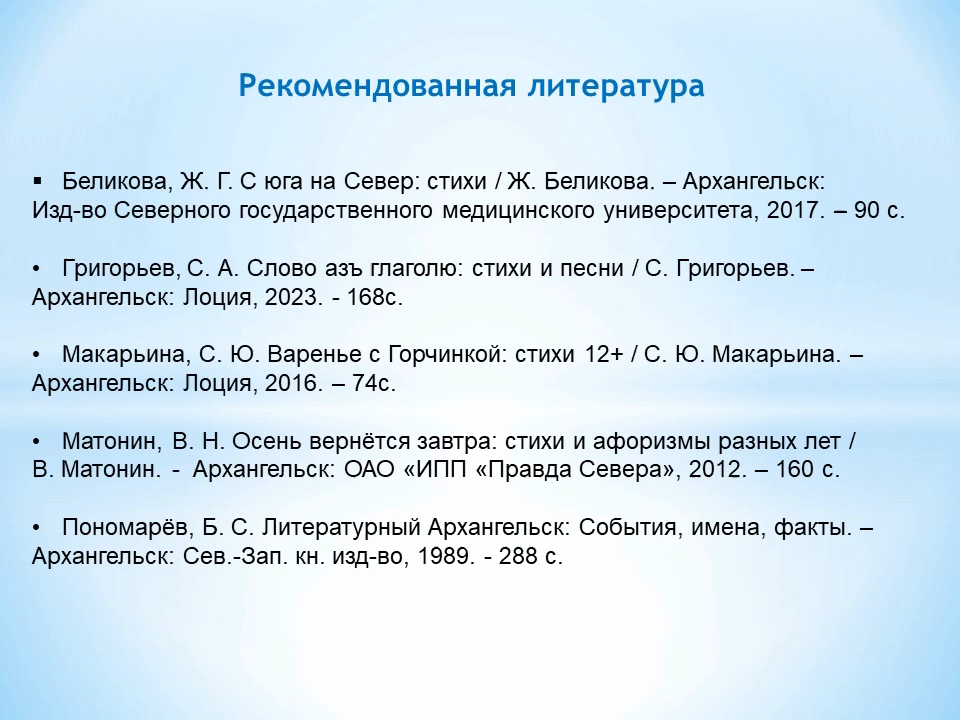 Рекомендованная литература
▪ Беликова, Ж. Г. С юга на Север: стихи / Ж. Беликова. – Архангельск:
Изд-во Северного государственного медицинского университета, 2017. – 90 с.
• Григорьев, С. А. Слово азъ глаголю: стихи и песни / С. Григорьев. –
Архангельск: Лоция, 2023. - 168с.
• Макарьина, С. Ю. Варенье с Горчинкой: стихи 12+ / С. Ю. Макарьина. –
Архангельск: Лоция, 2016. – 74с.
• Матонин, В. Н. Осень вернётся завтра: стихи и афоризмы разных лет /
В. Матонин. - Архангельск: ОАО «ИПП «Правда Севера», 2012. – 160 с.
• Пономарёв, Б. С. Литературный Архангельск: События, имена, факты. –
Архангельск: Сев.-Зап. кн. изд-во, 1989. - 288 с.